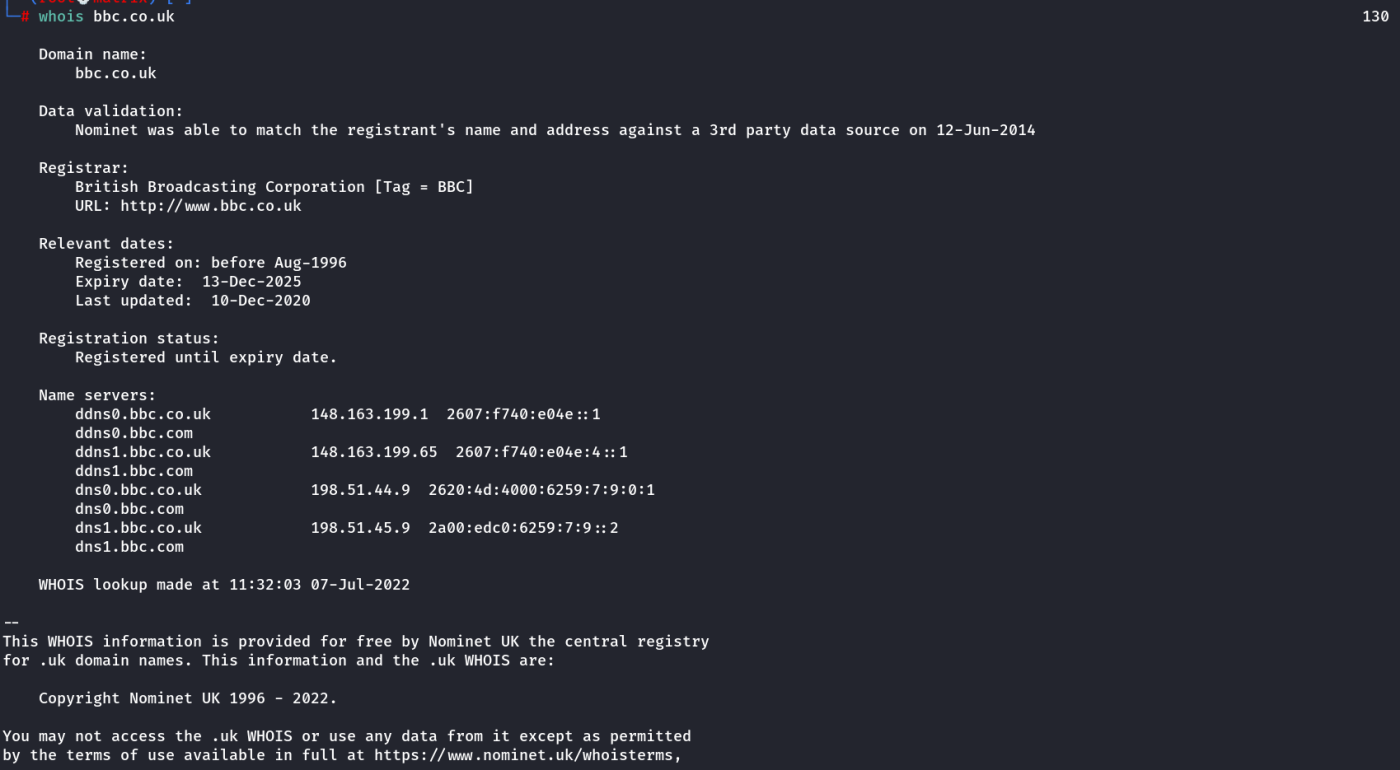 # whois bbc.co.uk 130
Domain name:
bbc.co.uk
Data validation:
Nominet was able to match the registrant's name and address against a 3rd party data source on 12-Jun-2014
Registrar:
British Broadcasting Corporation [Tag = BBC]
URL: http://www.bbc.co.uk
Relevant dates:
Registered on: before Aug-1996
Expiry date:  13-Dec-2025
Last updated:  10-Dec-2020
Registration status:
Registered until expiry date.
Name servers:
ddns0.bbc.co.uk 148.163.199.1 2607:f740:e04e::1
ddns0.bbc.com
ddns1.bbc.co.uk 148.163.199.65 2607:f740:e04e:4::1
ddns1.bbc.com
dns0.bbc.co.uk 198.51.44.9 2620:4d:4000:6259:7:9:0:1
dns0.bbc.com
dns1.bbc.co.uk 198.51.45.9 2a00:edc0:6259:7:9::2
dns1.bbc.com
WHOIS lookup made at 11:32:03 07-Jul-2022
--
This WHOIS information is provided for free by Nominet UK the central registry
for .uk domain names. This information and the .uk WHOIS are:
Copyright Nominet UK 1996 - 2022.
You may not access the .uk WHOIS or use any data from it except as permitted
by the terms of use available in full at https://www.nominet.uk/whoisterms,